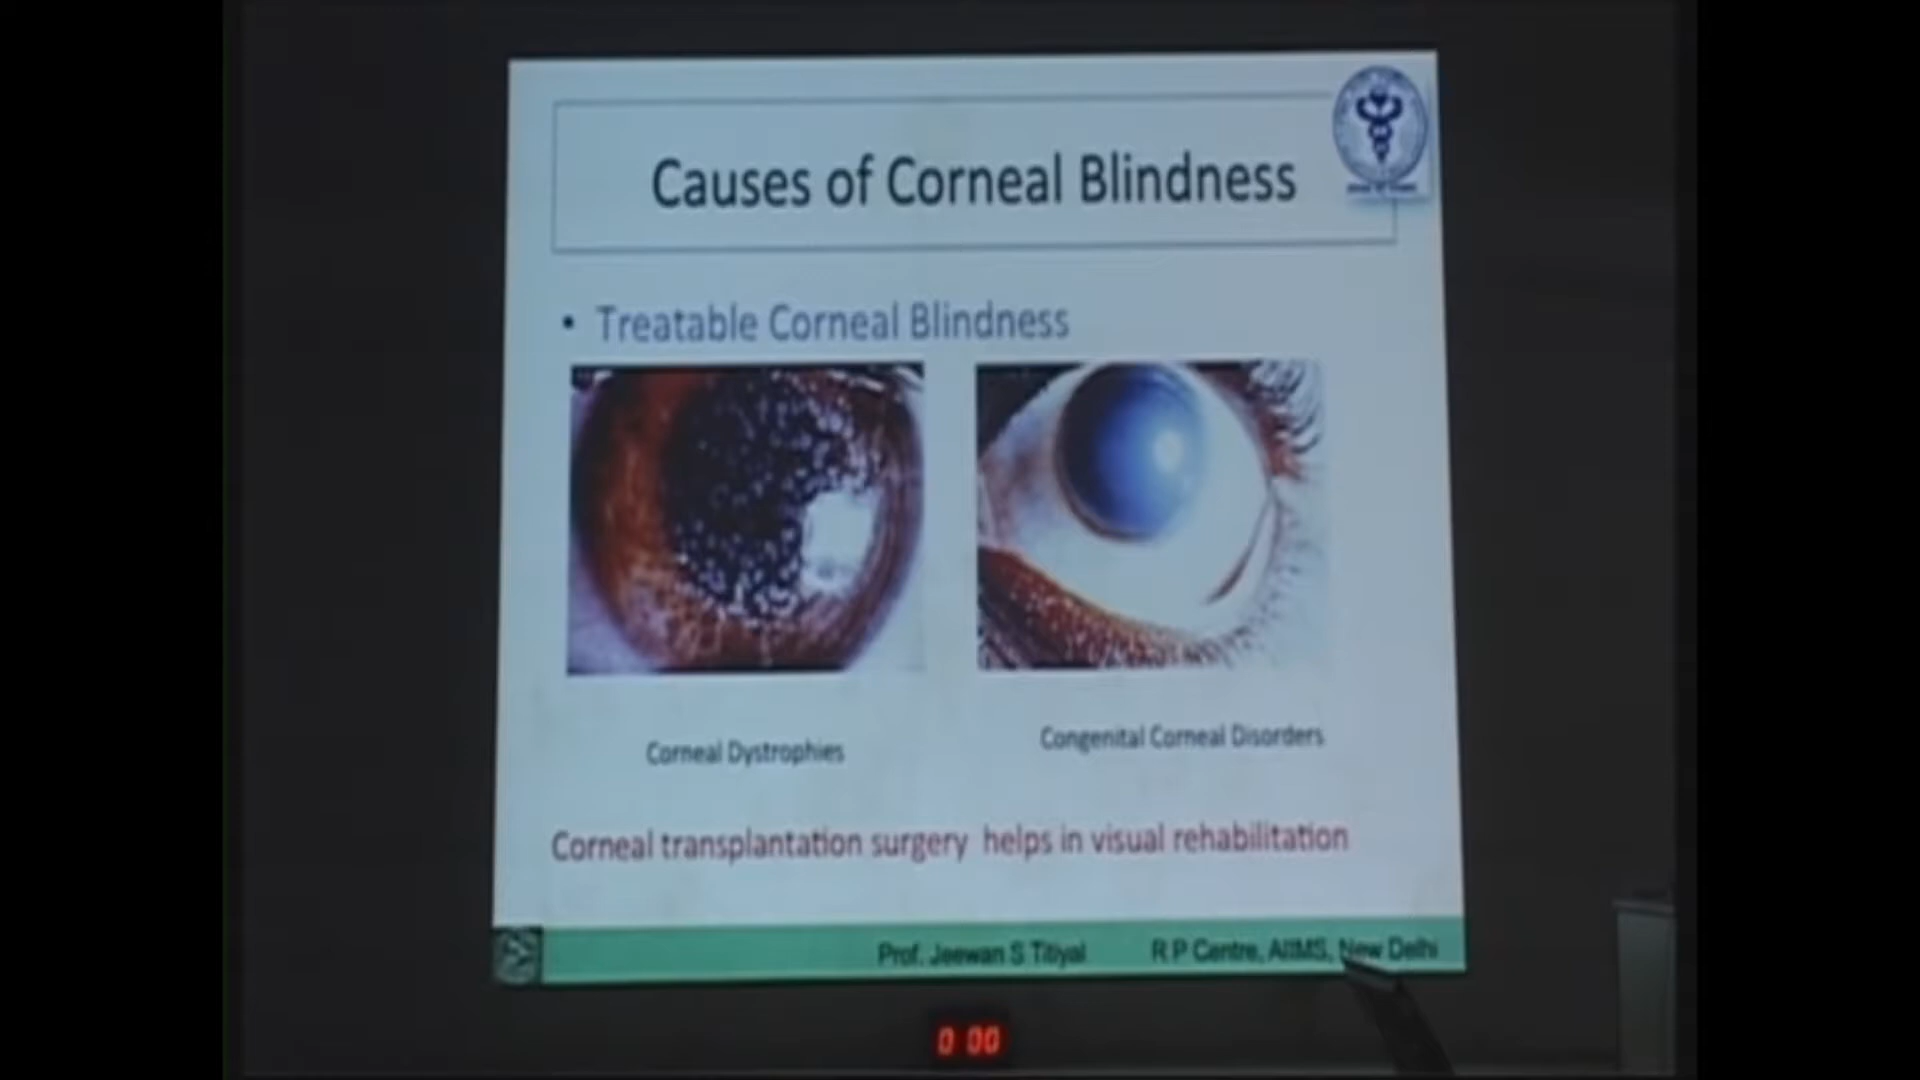 Causes of Corneal Blindness
• Treatable Corneal Blindness
Corneal Dystrophies
Congenital Corneal Disorders
Corneal transplantation surgery helps in visual rehabilitation
Prof. Jeewan S Titiyal R P Centre, AIIMS, New Delhi
0 00